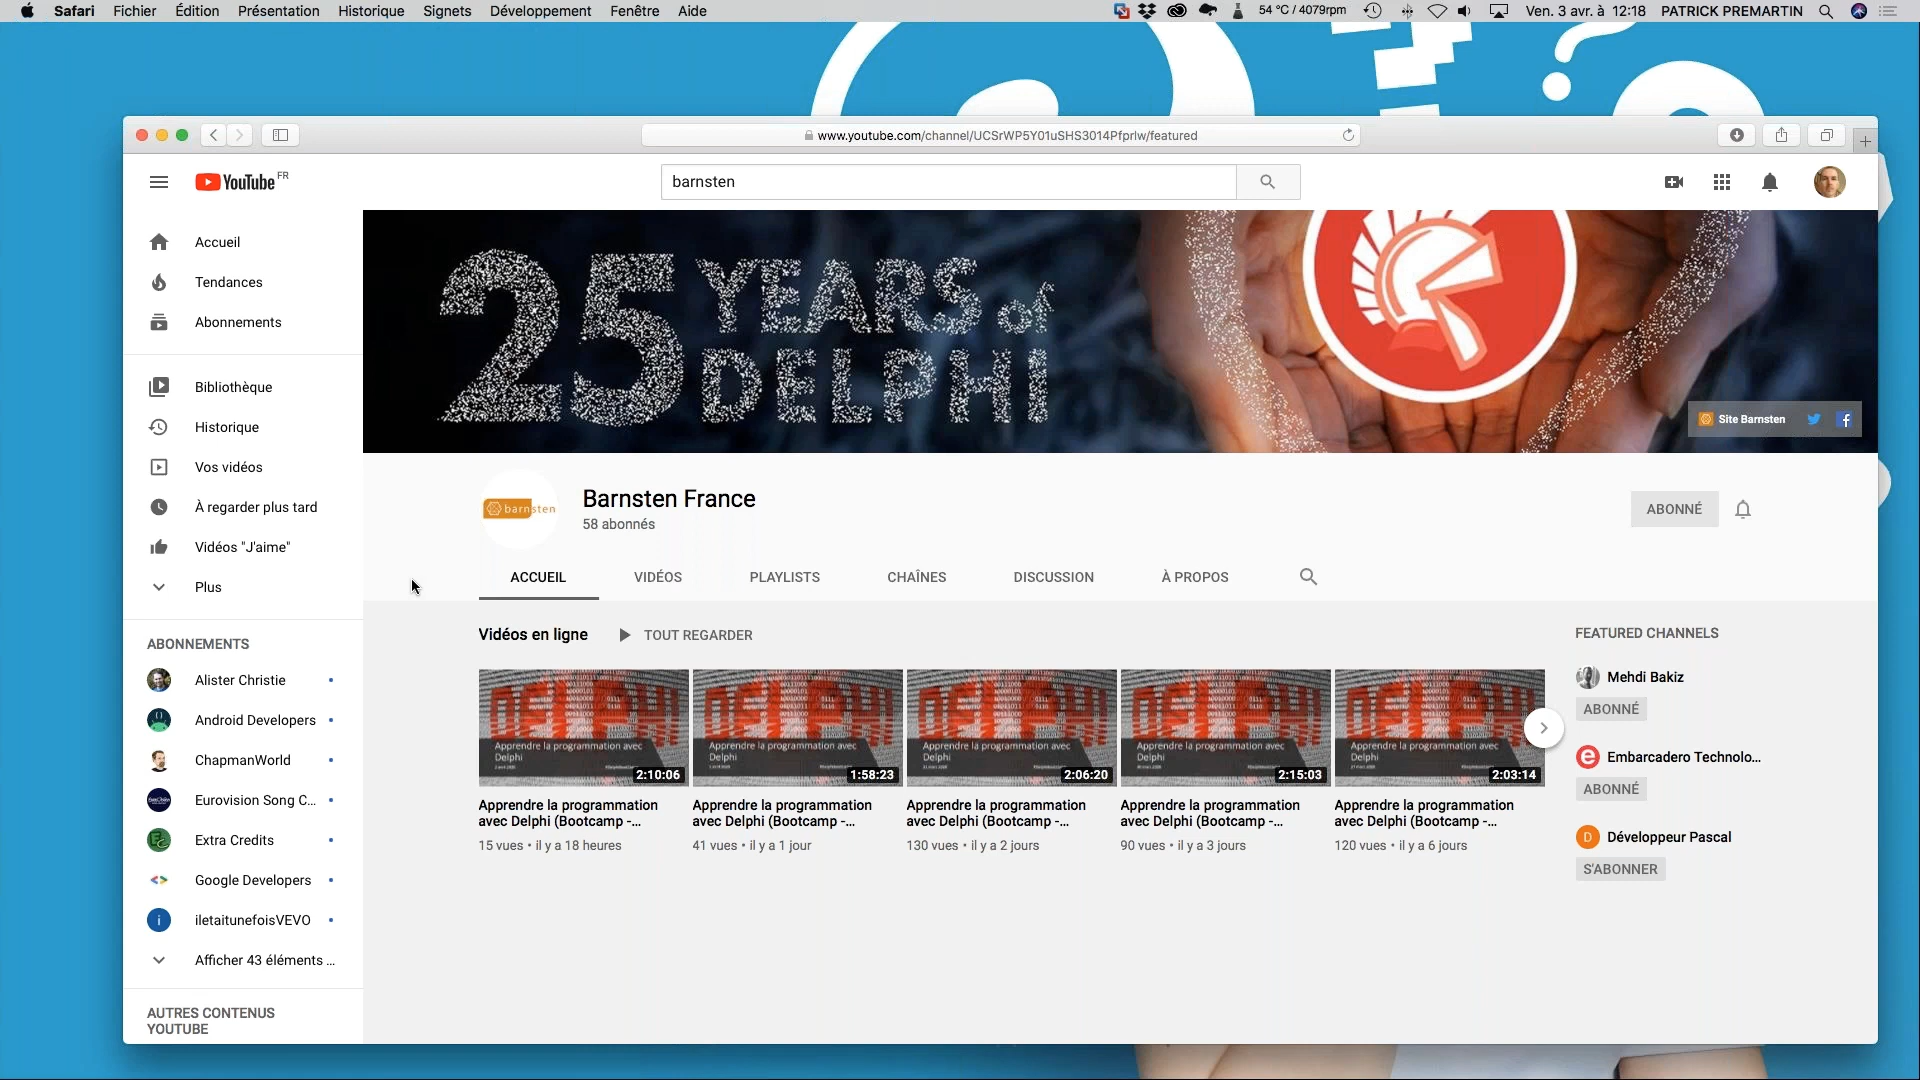 Safari Fichier Édition Présentation Historique Signets Développement Fenêtre Aide 54 °C / 4079rpm Ven. 3 avr. à 12:18 PATRICK PREMARTIN
www.youtube.com/channel/UCSrWP5Y01uSHS3014Pfprlw/featured
YouTube FR
barnsten
Accueil
Tendances
Abonnements
Bibliothèque
Historique
Vos vidéos
À regarder plus tard
Vidéos "J'aime"
Plus
ABONNEMENTS
Alister Christie
Android Developers
ChapmanWorld
Eurovision Song C...
Extra Credits
Google Developers
iletaitunefoisVEVO
Afficher 43 éléments ...
AUTRES CONTENUS
YOUTUBE
25 YEARS of
DELPHI
Site Barnsten
barnsten
Barnsten France
58 abonnés
ABONNÉ
ACCUEIL VIDÉOS PLAYLISTS CHAÎNES DISCUSSION À PROPOS
Vidéos en ligne TOUT REGARDER
DELPHI DELPHI DELPHI DELPHI DELPHI
Apprendre la programmation avec Apprendre la programmation avec Apprendre la programmation avec Apprendre la programmation avec Apprendre la programmation avec
Delphi Delphi Delphi Delphi Delphi
2:10:06 1:58:23 2:06:20 2:15:03 2:03:14
Apprendre la programmation Apprendre la programmation Apprendre la programmation Apprendre la programmation Apprendre la programmation
avec Delphi (Bootcamp -... avec Delphi (Bootcamp -... avec Delphi (Bootcamp -... avec Delphi (Bootcamp -... avec Delphi (Bootcamp -...
15 vues • il y a 18 heures 41 vues • il y a 1 jour 130 vues • il y a 2 jours 90 vues • il y a 3 jours 120 vues • il y a 6 jours
FEATURED CHANNELS
Mehdi Bakiz
ABONNÉ
Embarcadero Technolo...
ABONNÉ
D Développeur Pascal
S'ABONNER